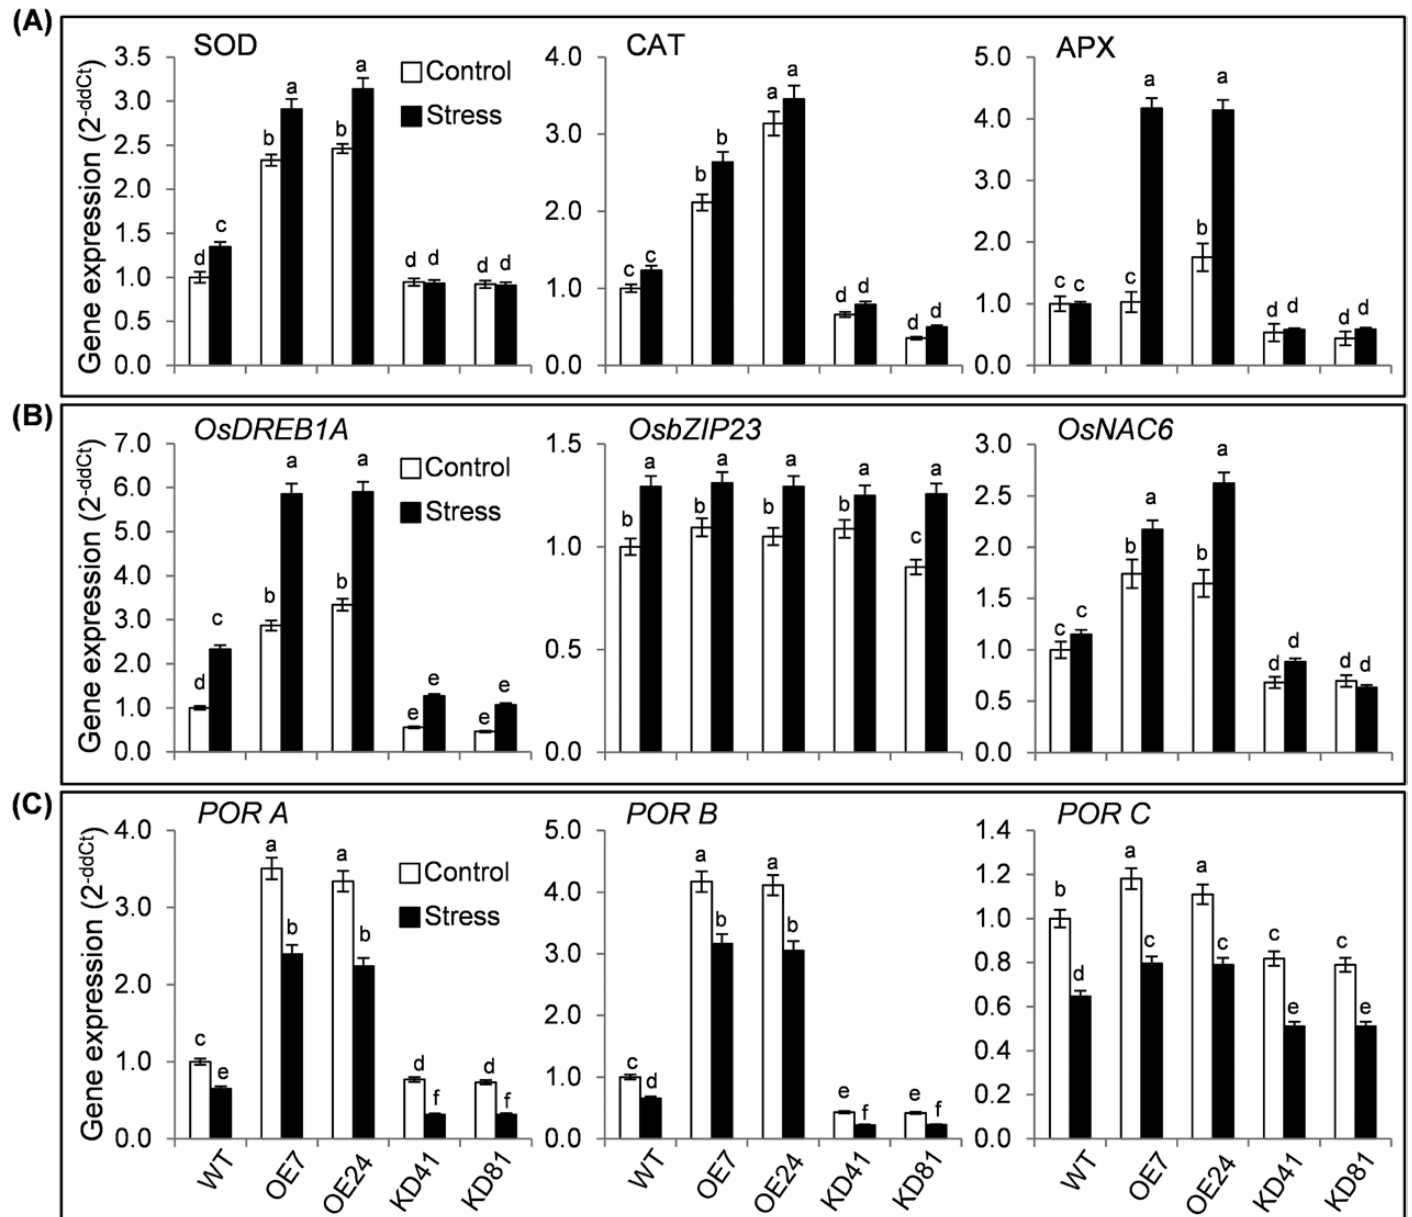 (A)
SOD
CAT
APX
Gene expression (2-ddCt)
3.5
3.0
2.5
2.0
1.5
1.0
0.5
0.0
Control
Stress
d c b a b a d d d d
4.0
3.0
2.0
1.0
0.0
c c b b a a d d d d
5.0
4.0
3.0
2.0
1.0
0.0
c c c a b a d d d d
(B)
OsDREB1A
OsbZIP23
OsNAC6
Gene expression (2-ddCt)
7.0
6.0
5.0
4.0
3.0
2.0
1.0
0.0
Control
Stress
d c b a b a e e e e
1.5
1.0
0.5
0.0
b a b a b a b a c a
3.0
2.5
2.0
1.5
1.0
0.5
0.0
c c b a b a d d d d
(C)
POR A
POR B
POR C
Gene expression (2-ddCt)
4.0
3.0
2.0
1.0
0.0
Control
Stress
c e a b a b d f d f
5.0
4.0
3.0
2.0
1.0
0.0
c d a b a b e f e f
1.4
1.2
1.0
0.8
0.6
0.4
0.2
0.0
b d a c a c c e c e
WT OE7 OE24 KD41 KD81
WT OE7 OE24 KD41 KD81
WT OE7 OE24 KD41 KD81